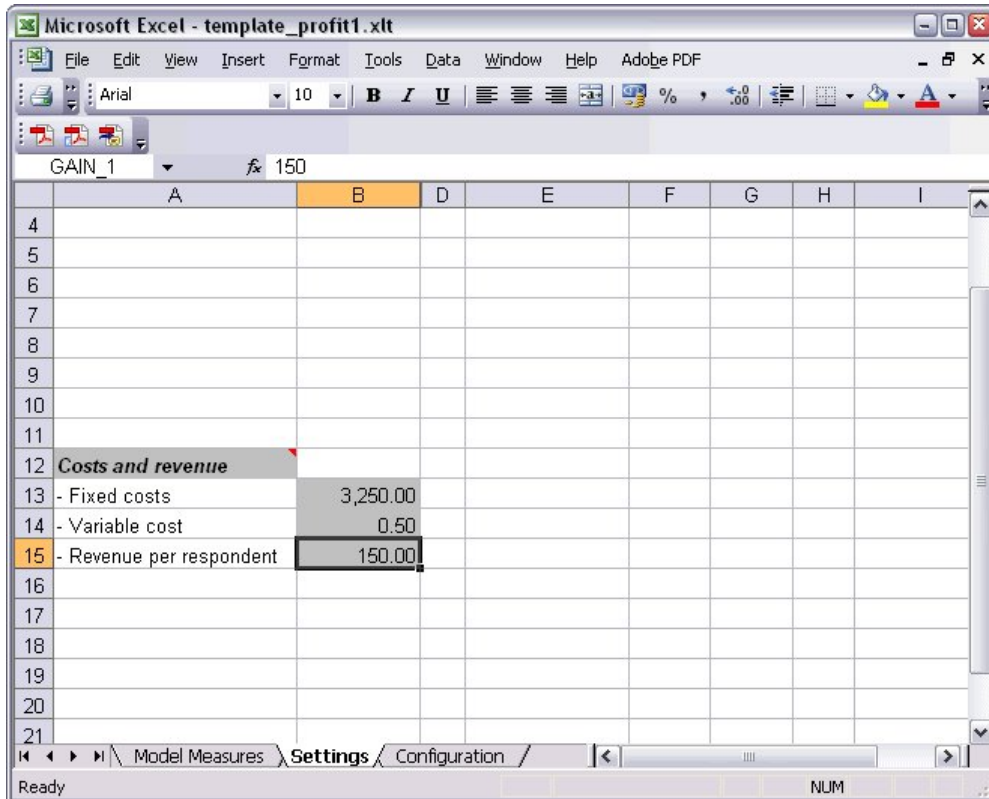 Microsoft Excel - template_profit1.xlt
File Edit View Insert Format Tools Data Window Help Adobe PDF
Arial 10 B I U % ,
GAIN_1 fx 150
A B D E F G H I
4
5
6
7
8
9
10
11
12 Costs and revenue
13 - Fixed costs 3,250.00
14 - Variable cost 0.50
15 - Revenue per respondent 150.00
16
17
18
19
20
21
Model Measures Settings Configuration
Ready NUM